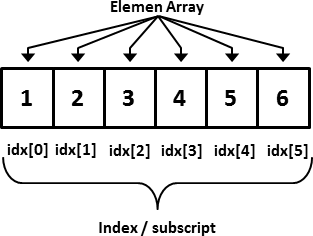 Elemen Array
1 2 3 4 5 6
idx[0] idx[1] idx[2] idx[3] idx[4] idx[5]
Index / subscript